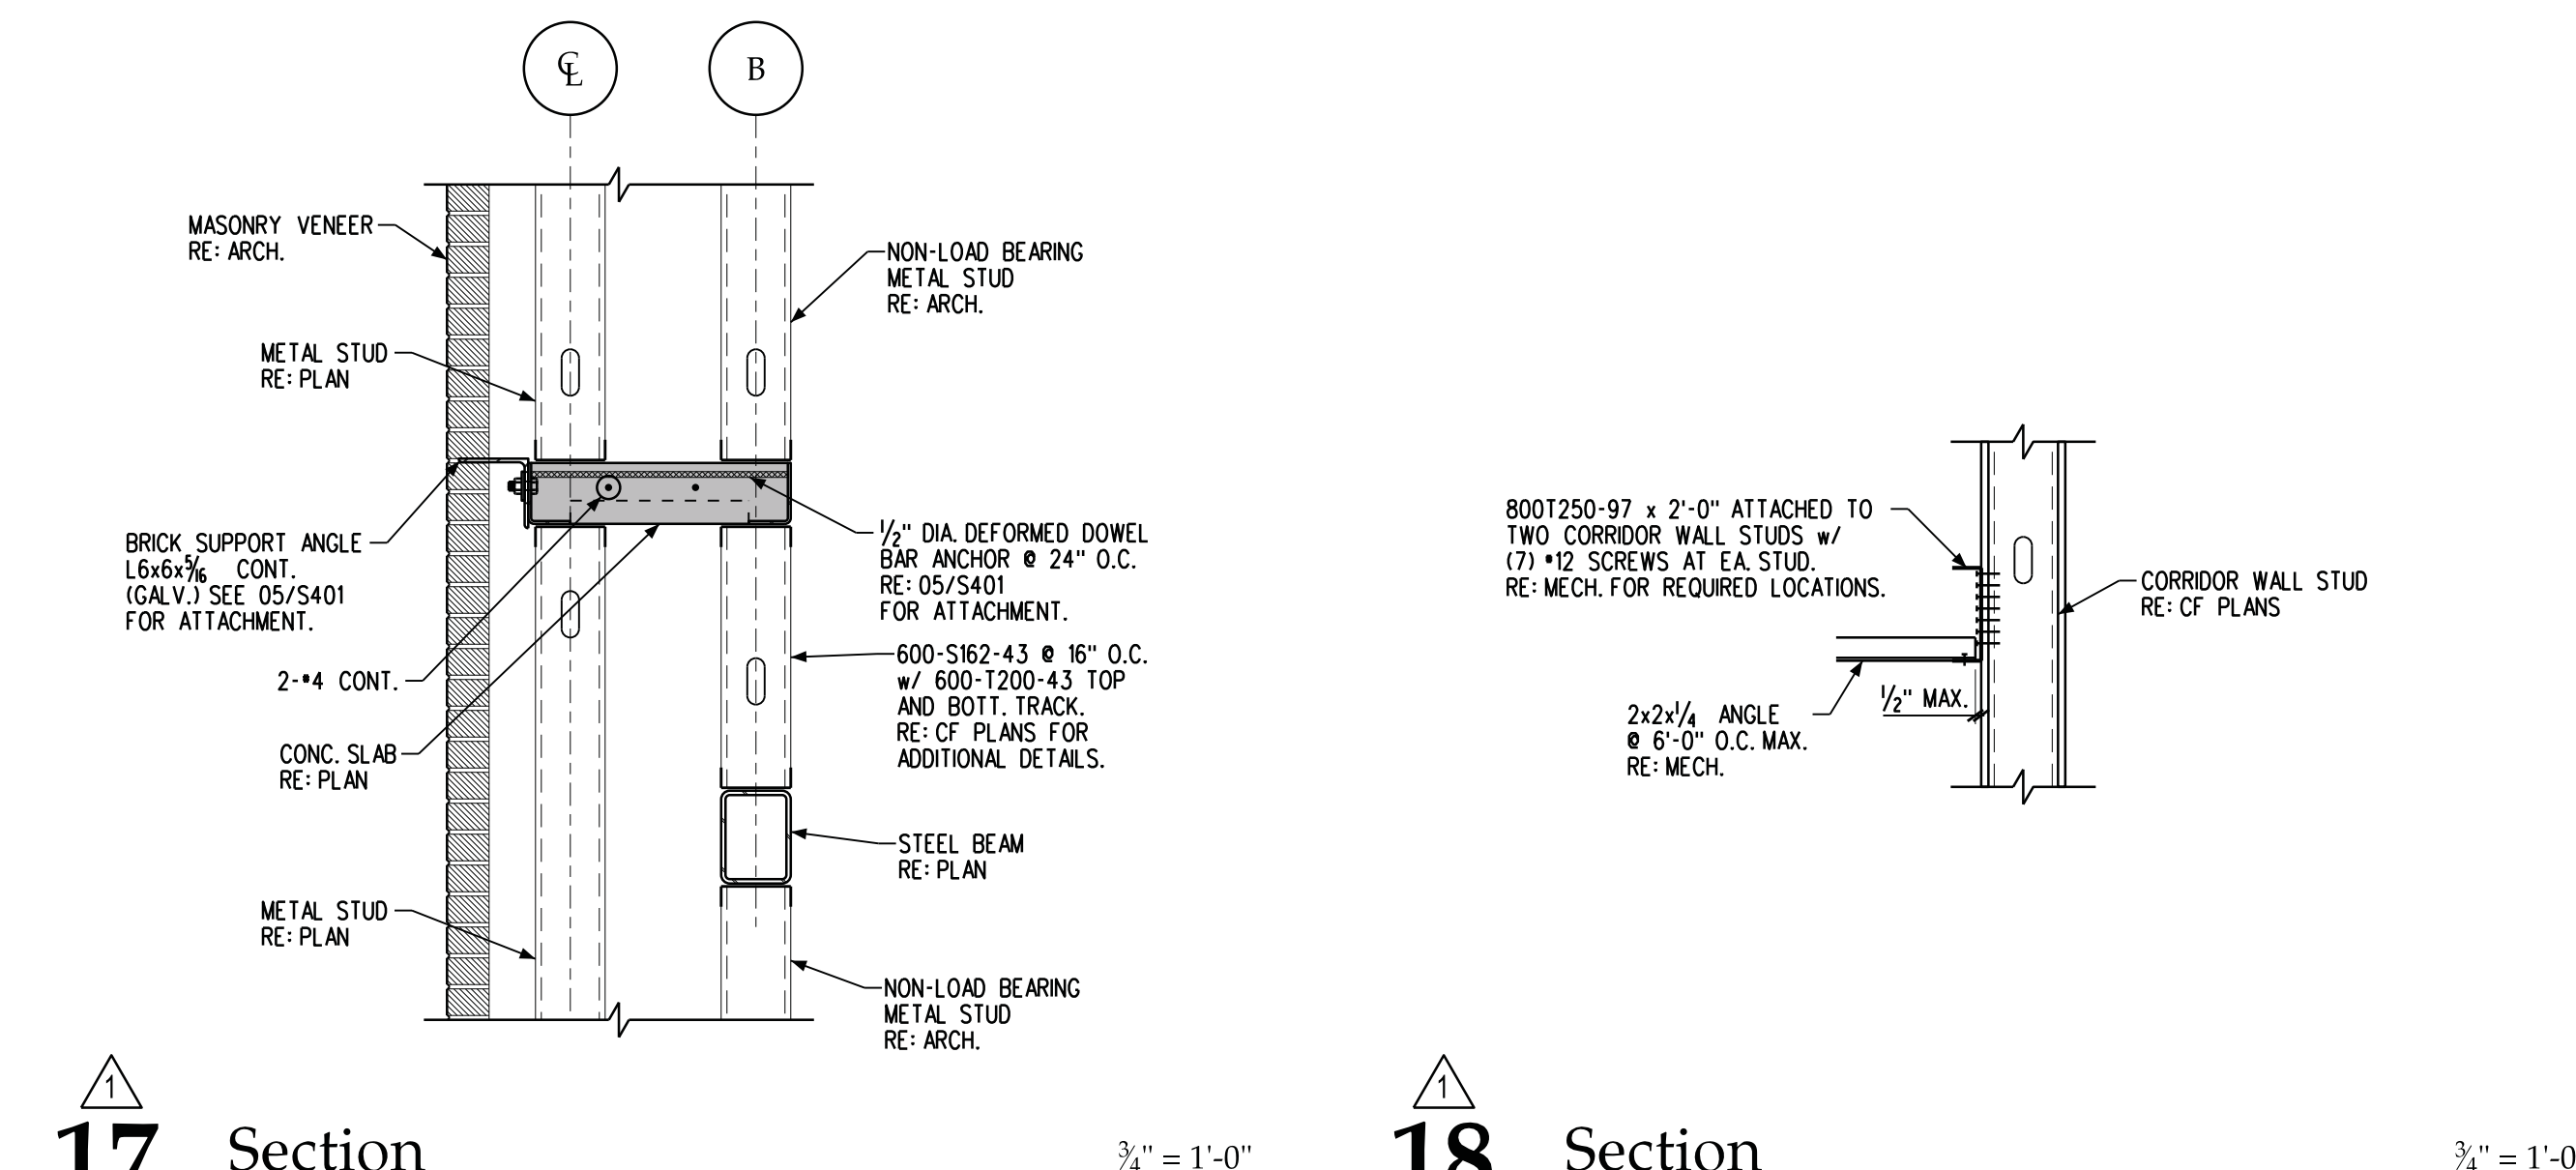 ℄
B
MASONRY VENEER
RE: ARCH.
METAL STUD
RE: PLAN
BRICK SUPPORT ANGLE
L6x6x5/16 CONT.
(GALV.) SEE 05/S401
FOR ATTACHMENT.
2-#4 CONT.
CONC. SLAB
RE: PLAN
METAL STUD
RE: PLAN
NON-LOAD BEARING
METAL STUD
RE: ARCH.
1/2" DIA. DEFORMED DOWEL
BAR ANCHOR @ 24" O.C.
RE: 05/S401
FOR ATTACHMENT.
600-S162-43 @ 16" O.C.
w/ 600-T200-43 TOP
AND BOTT. TRACK.
RE: CF PLANS FOR
ADDITIONAL DETAILS.
STEEL BEAM
RE: PLAN
NON-LOAD BEARING
METAL STUD
RE: ARCH.
1
17 Section 3/4" = 1'-0"
800T250-97 x 2'-0" ATTACHED TO
TWO CORRIDOR WALL STUDS w/
(7) #12 SCREWS AT EA. STUD.
RE: MECH. FOR REQUIRED LOCATIONS.
CORRIDOR WALL STUD
RE: CF PLANS
1/2" MAX.
2x2x1/4 ANGLE
@ 6'-0" O.C. MAX.
RE: MECH.
1
18 Section 3/4" = 1'-0